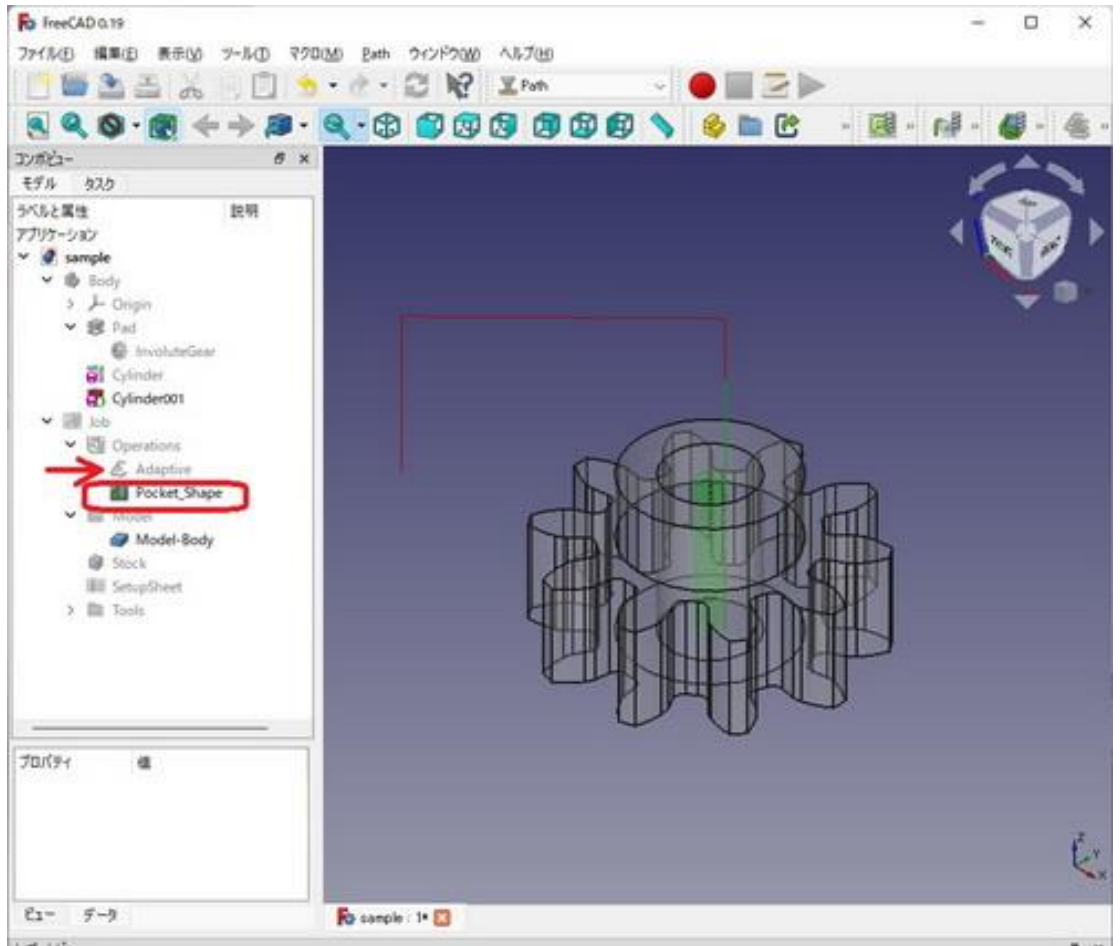 FreeCAD 0.19
ファイル(F) 編集(E) 表示(V) ツール(T) マクロ(M) Path ウィンドウ(W) ヘルプ(H)
Path
コンボビュー
モデル タスク
ラベルと属性 説明
アプリケーション
sample
Body
Origin
Pad
InvoluteGear
Cylinder
Cylinder001
Job
Operations
Adaptive
Pocket_Shape
Model
Model-Body
Stock
SetupSheet
Tools
プロパティ 値
ビュー データ
sample : 1*
Z
Y
X